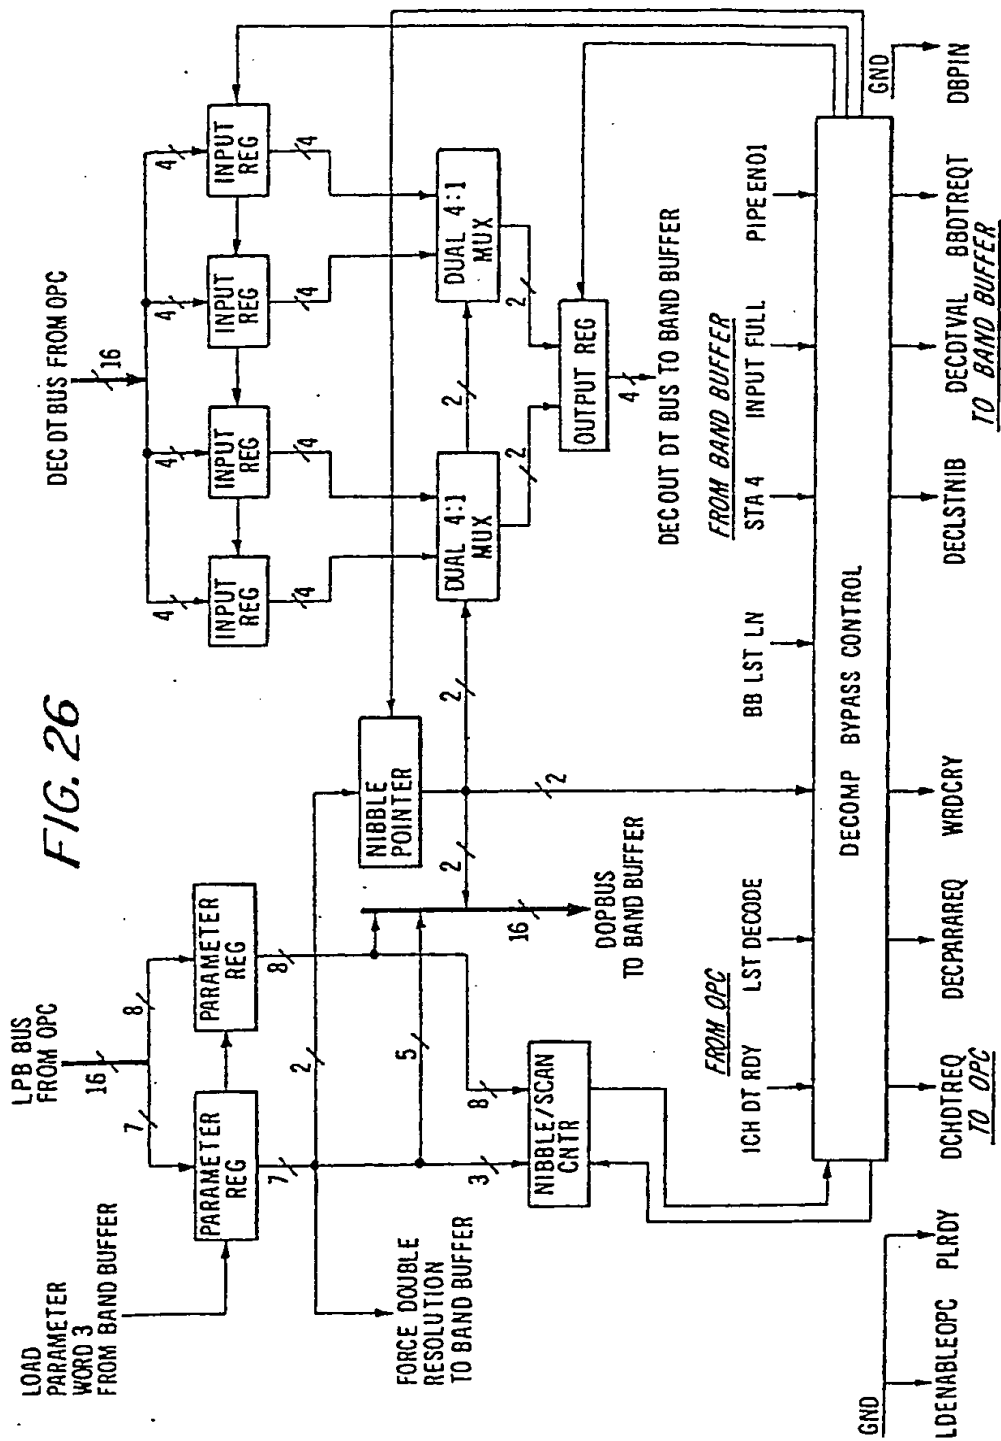 LPB BUS
FROM OPC
16
LOAD
PARAMETER
WORD 3
FROM BAND BUFFER
7
8
PARAMETER
REG
PARAMETER
REG
7
8
FIG. 26
DEC DT BUS FROM OPC
16
4
4
4
4
INPUT
REG
INPUT
REG
INPUT
REG
INPUT
REG
4
4
4
4
2
FORCE DOUBLE
RESOLUTION
TO BAND BUFFER
5
NIBBLE
POINTER
2
2
2
DUAL 4:1
MUX
2
DUAL 4:1
MUX
3
8
NIBBLE/SCAN
CNTR
16
DOPBUS
TO BAND BUFFER
2
2
OUTPUT REG
4
DECOUT DT BUS TO BAND BUFFER
FROM OPC
FROM BAND BUFFER
1CH DT RDY
LST DECODE
BB LST LN
STA 4
INPUT FULL
PIPE EN01
DECOMP BYPASS CONTROL
GND
GND
LDENABLEOPC
PLRDY
DCHDTREQ
DECPARAREQ
WRDCRY
DECLSTNIB
DECDTVAL
BBDTREQT
DBPIN
TO OPC
TO BAND BUFFER